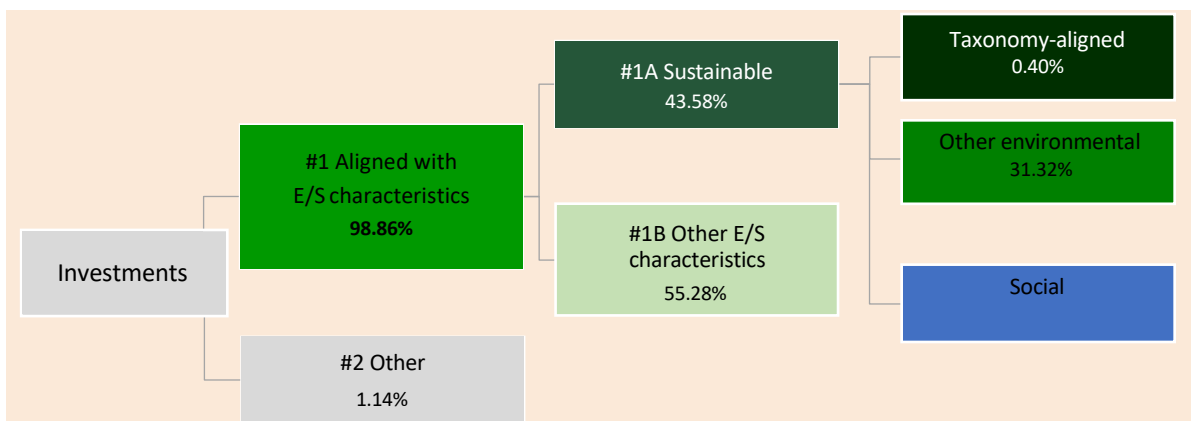 Investments
#1 Aligned with
E/S characteristics
98.86%
#2 Other
1.14%
#1A Sustainable
43.58%
#1B Other E/S
characteristics
55.28%
Taxonomy-aligned
0.40%
Other environmental
31.32%
Social